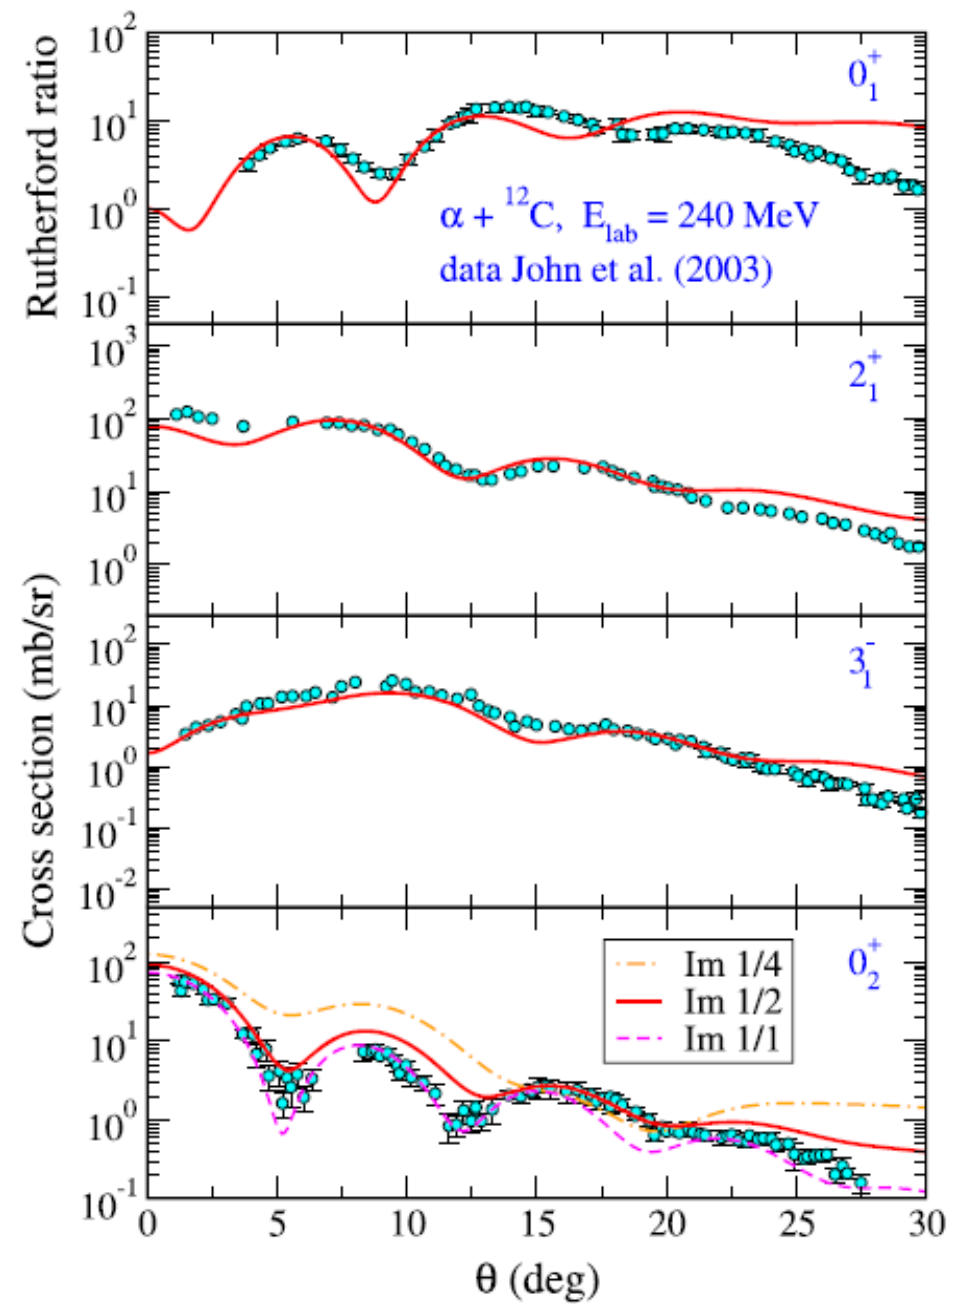 Rutherford ratio
10²
10¹
10⁰
10⁻¹
0₁⁺
α + ¹²C, E_lab = 240 MeV
data John et al. (2003)
Cross section (mb/sr)
10³
10²
10¹
10⁰
2₁⁺
10²
10¹
10⁰
10⁻¹
10⁻²
3₁⁻
10²
10¹
10⁰
10⁻¹
0₂⁺
Im 1/4
Im 1/2
Im 1/1
0 5 10 15 20 25 30
θ (deg)